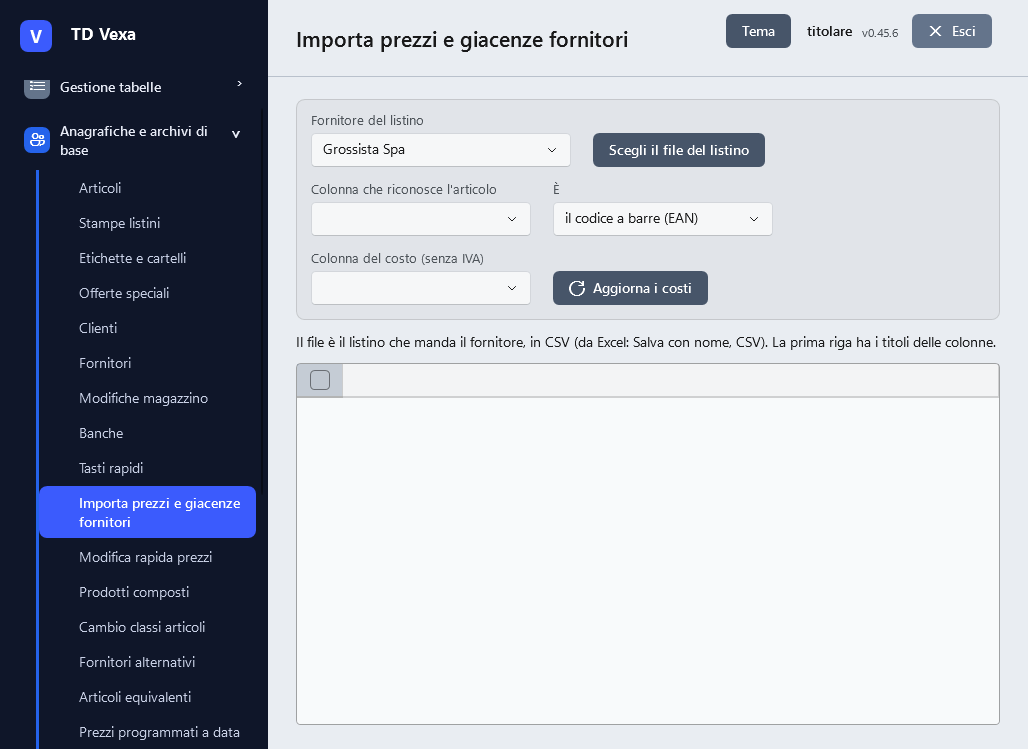 V
TD Vexa
Gestione tabelle
Anagrafiche e archivi di
base
Articoli
Stampe listini
Etichette e cartelli
Offerte speciali
Clienti
Fornitori
Modifiche magazzino
Banche
Tasti rapidi
Importa prezzi e giacenze
fornitori
Modifica rapida prezzi
Prodotti composti
Cambio classi articoli
Fornitori alternativi
Articoli equivalenti
Prezzi programmati a data
Importa prezzi e giacenze fornitori
Tema
titolare
v0.45.6
Esci
Fornitore del listino
Grossista Spa
Scegli il file del listino
Colonna che riconosce l'articolo
È
il codice a barre (EAN)
Colonna del costo (senza IVA)
Aggiorna i costi
Il file è il listino che manda il fornitore, in CSV (da Excel: Salva con nome, CSV). La prima riga ha i titoli delle colonne.